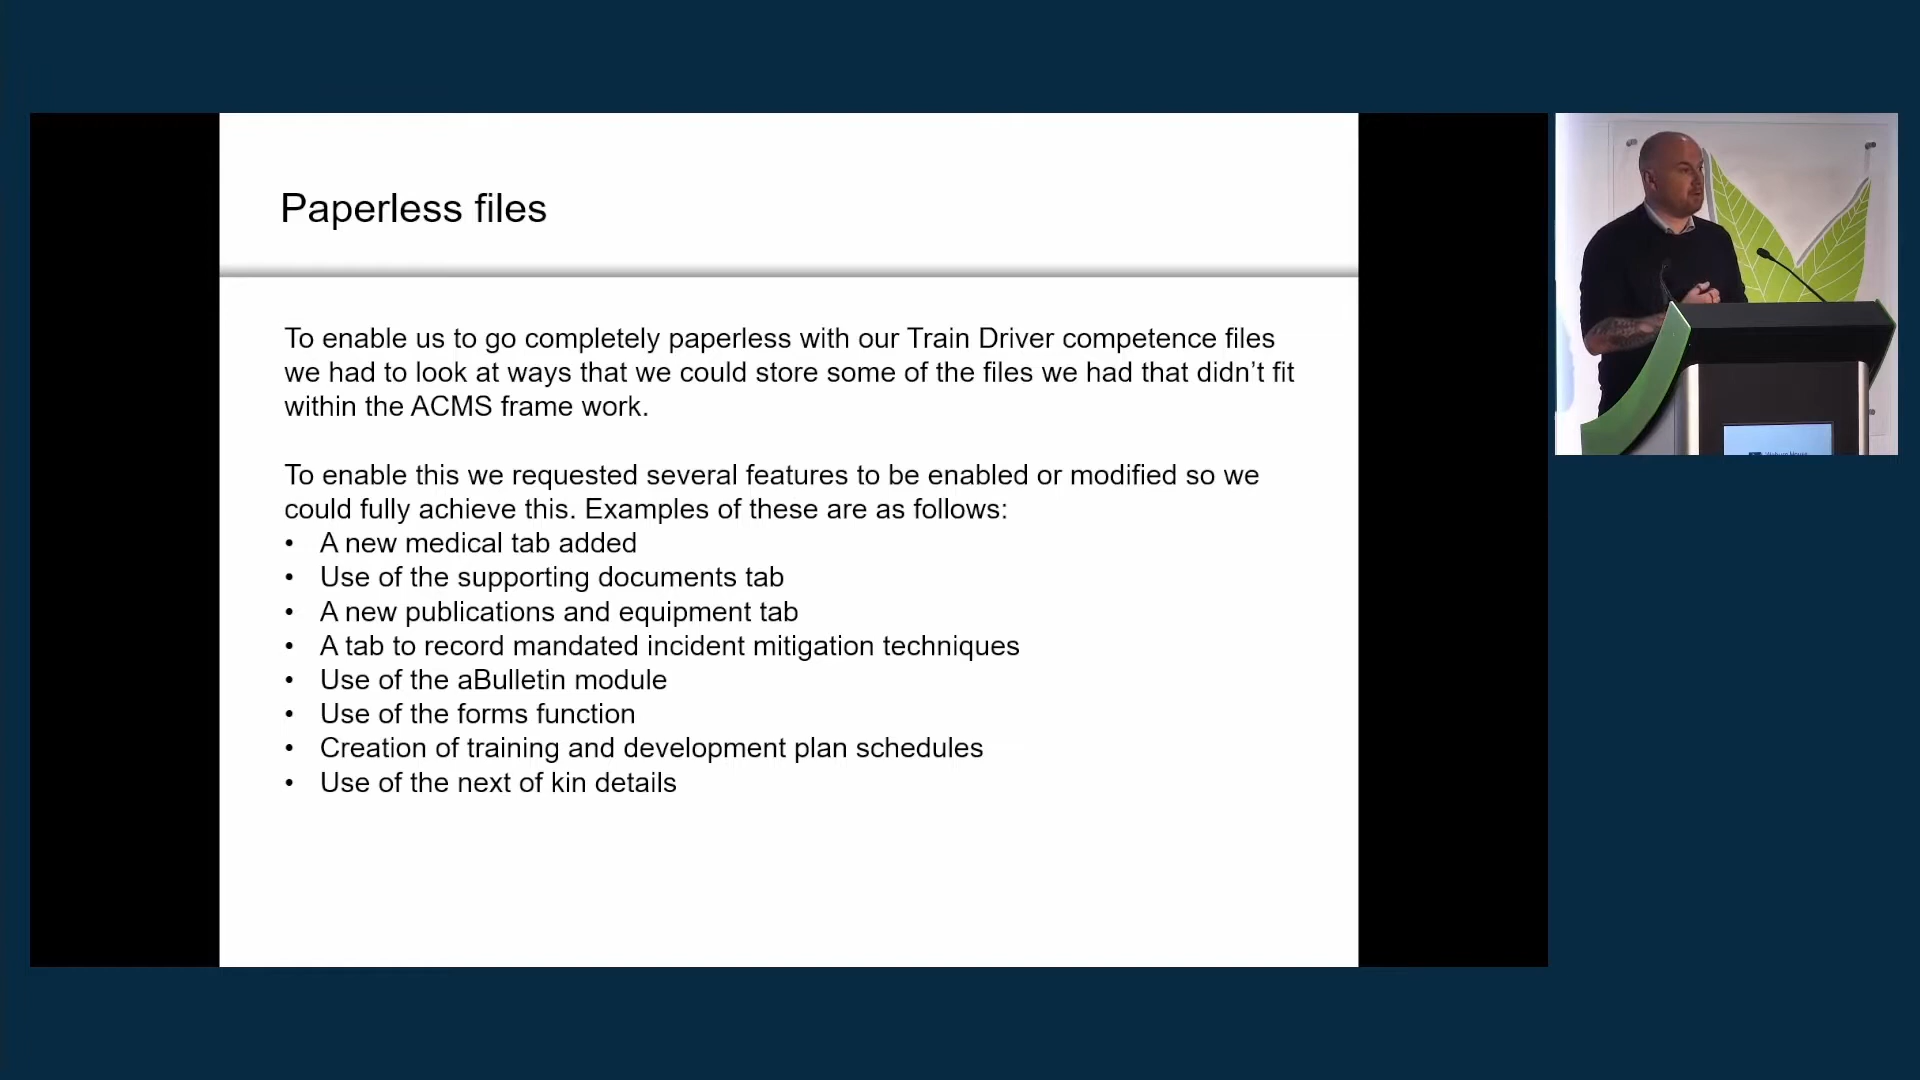 Paperless files
To enable us to go completely paperless with our Train Driver competence files
we had to look at ways that we could store some of the files we had that didn’t fit
within the ACMS frame work.
To enable this we requested several features to be enabled or modified so we
could fully achieve this. Examples of these are as follows:
• A new medical tab added
• Use of the supporting documents tab
• A new publications and equipment tab
• A tab to record mandated incident mitigation techniques
• Use of the aBulletin module
• Use of the forms function
• Creation of training and development plan schedules
• Use of the next of kin details